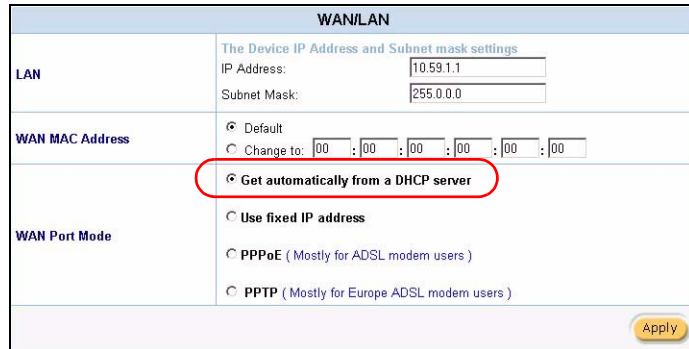 WAN/LAN
LAN
The Device IP Address and Subnet mask settings
IP Address: 10.59.1.1
Subnet Mask: 255.0.0.0
WAN MAC Address
Default
Change to: 00 : 00 : 00 : 00 : 00 : 00
WAN Port Mode
Get automatically from a DHCP server
Use fixed IP address
PPPoE ( Mostly for ADSL modem users )
PPTP ( Mostly for Europe ADSL modem users )
Apply